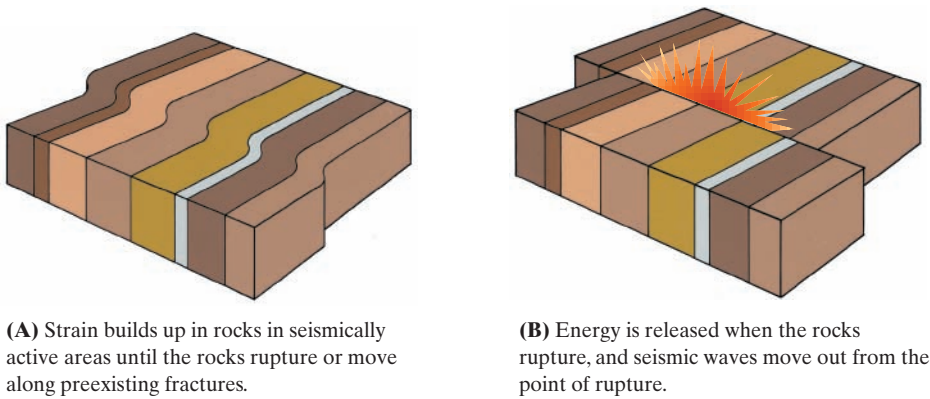 (A) Strain builds up in rocks in seismically
active areas until the rocks rupture or move
along preexisting fractures.
(B) Energy is released when the rocks
rupture, and seismic waves move out from the
point of rupture.